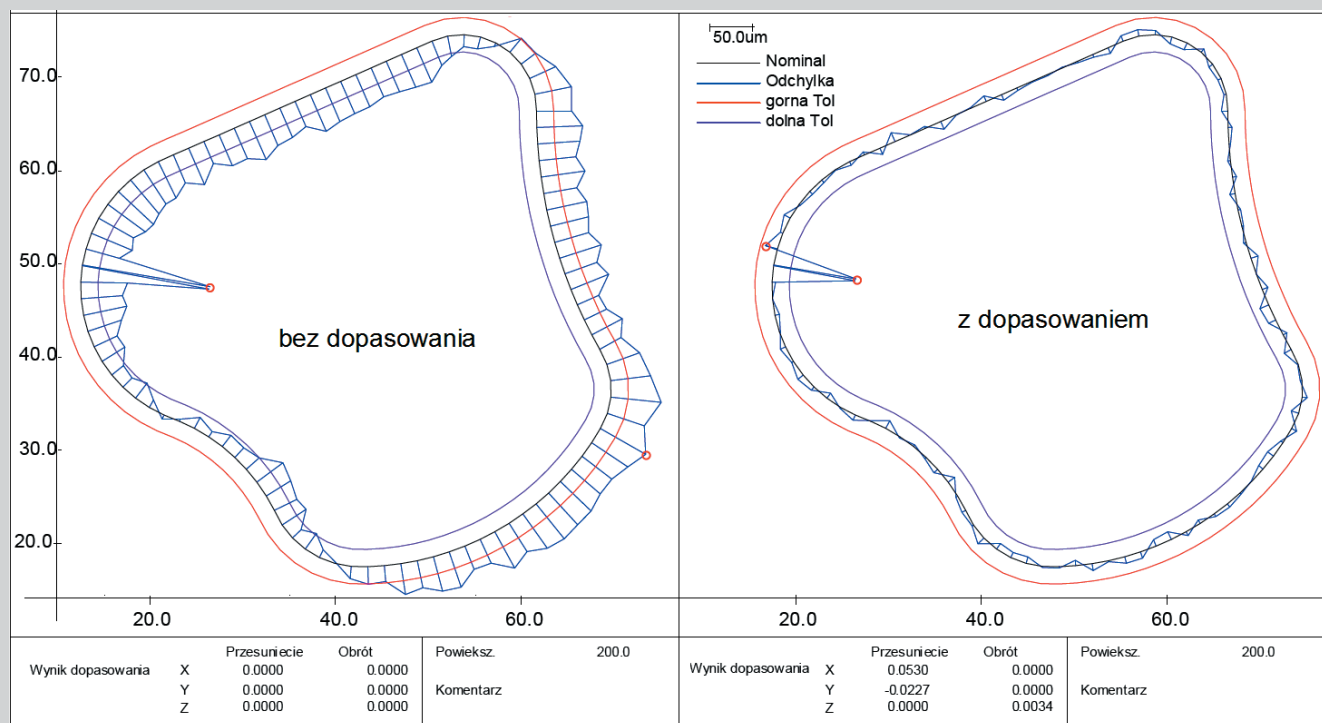 70.0
60.0
50.0
40.0
30.0
20.0
20.0 40.0 60.0
bez dopasowania
Przesuniecie Obrót
Wynik dopasowania X 0.0000 0.0000
Y 0.0000 0.0000
Z 0.0000 0.0000
Powieksz. 200.0
Komentarz
50.0um
Nominal
Odchylka
gorna Tol
dolna Tol
z dopasowaniem
20.0 40.0 60.0
Przesuniecie Obrót
Wynik dopasowania X 0.0530 0.0000
Y -0.0227 0.0000
Z 0.0000 0.0034
Powieksz. 200.0
Komentarz